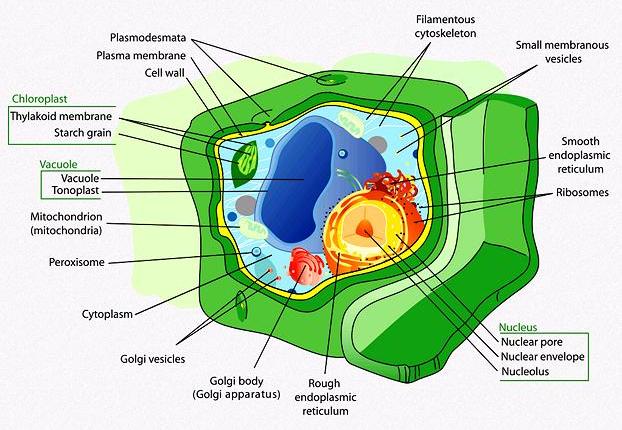 Filamentous
cytoskeleton
Plasmodesmata
Plasma membrane
Cell wall
Small membranous
vesicles
Chloroplast
Thylakoid membrane
Starch grain
Vacuole
Vacuole
Tonoplast
Mitochondrion
(mitochondria)
Peroxisome
Cytoplasm
Golgi vesicles
Golgi body
(Golgi apparatus)
Rough
endoplasmic
reticulum
Smooth
endoplasmic
reticulum
Ribosomes
Nucleus
Nuclear pore
Nuclear envelope
Nucleolus